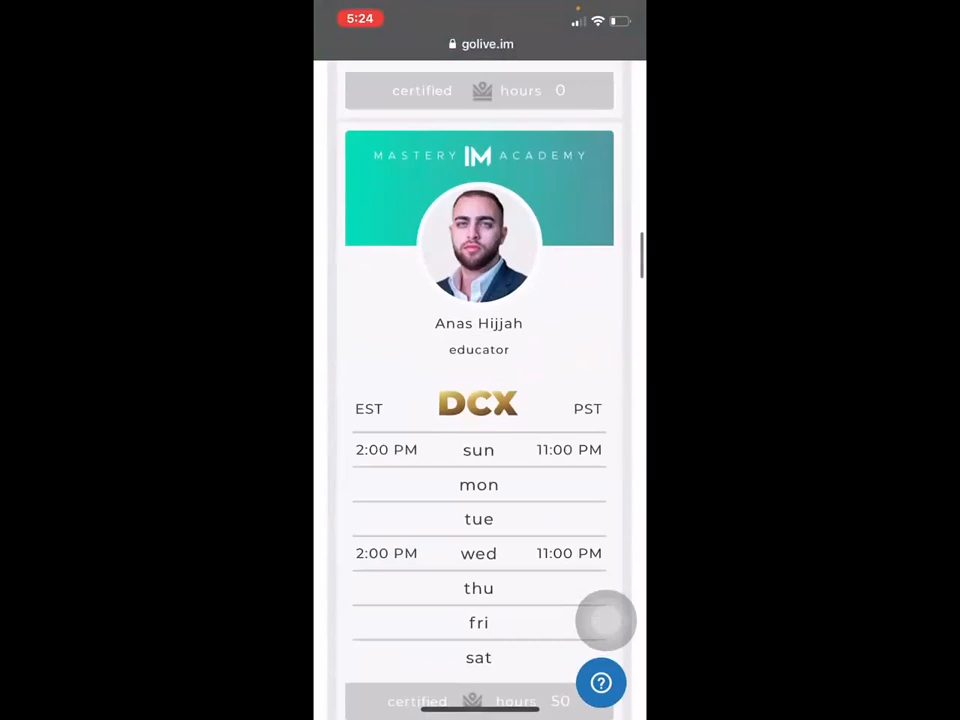 5:24
golive.im
certified hours 0
MASTERY IM ACADEMY
Anas Hijjah
educator
EST DCX PST
2:00 PM sun 11:00 PM
mon
tue
2:00 PM wed 11:00 PM
thu
fri
sat
certified hours 50